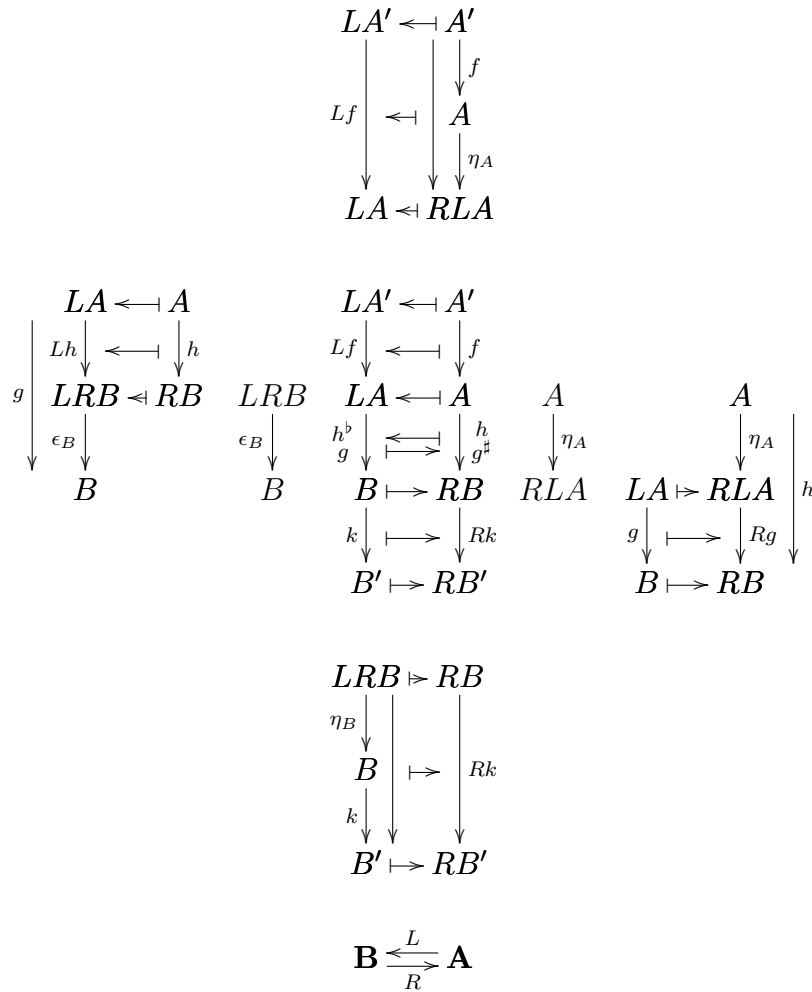 LA′ A′
f
Lf A
η_A
LA RLA
LA A LA′ A′
Lh h Lf f
g LRB RB LRB LA A A A
ϵ_B ϵ_B h♭ h η_A η_A
g g♯
B B B RB RLA LA RLA h
k Rk g Rg
B′ RB′ B RB
LRB RB
η_B
B Rk
k
B′ RB′
L
B A
R